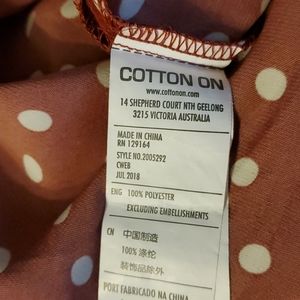 COTTON ON
www.cottonon.com
14 SHEPHERD COURT NTH GEELONG
3215 VICTORIA AUSTRALIA
MADE IN CHINA
RN 129164
STYLE NO.2005292
CWEB
JUL 2018
ENG 100% POLYESTER
EXCLUDING EMBELLISHMENTS
CN 中国制造
100% 涤纶
装饰品除外
PORT FABRICADO NA CHINA